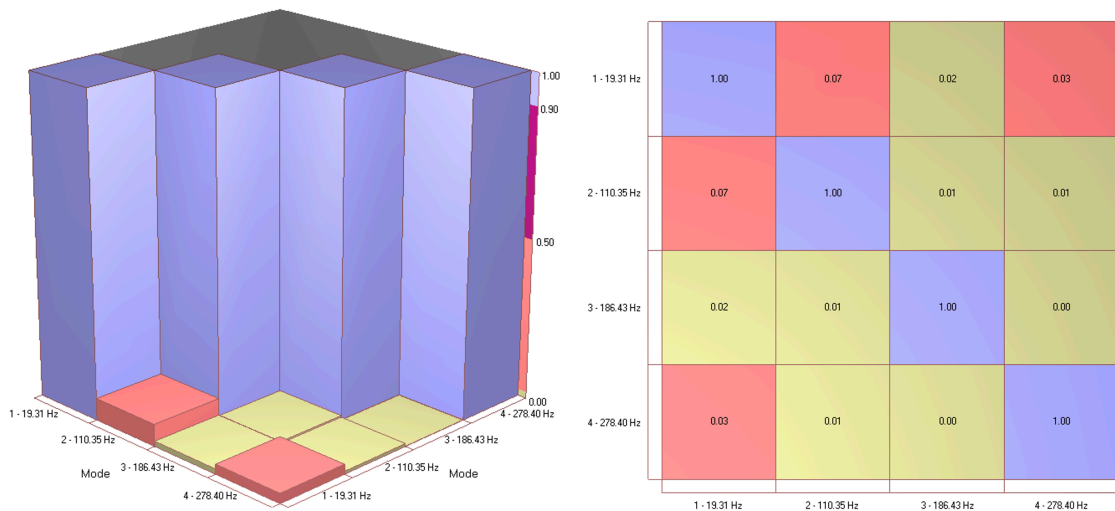 1.00
0.90
0.50
0.00
1 - 19.31 Hz
2 - 110.35 Hz
3 - 186.43 Hz
4 - 278.40 Hz
Mode
1 - 19.31 Hz
2 - 110.35 Hz
3 - 186.43 Hz
4 - 278.40 Hz
Mode
1 - 19.31 Hz 1.00 0.07 0.02 0.03
2 - 110.35 Hz 0.07 1.00 0.01 0.01
3 - 186.43 Hz 0.02 0.01 1.00 0.00
4 - 278.40 Hz 0.03 0.01 0.00 1.00
1 - 19.31 Hz 2 - 110.35 Hz 3 - 186.43 Hz 4 - 278.40 Hz